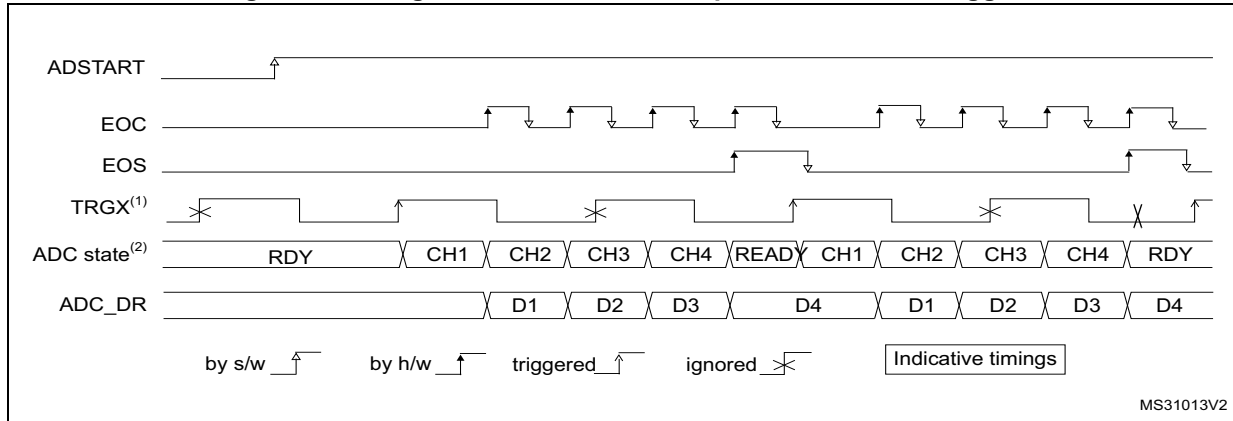 ADSTART
EOC
EOS
TRGX(1)
ADC state(2) RDY CH1 CH2 CH3 CH4 READY CH1 CH2 CH3 CH4 RDY
ADC_DR D1 D2 D3 D4 D1 D2 D3 D4
by s/w by h/w triggered ignored Indicative timings
MS31013V2